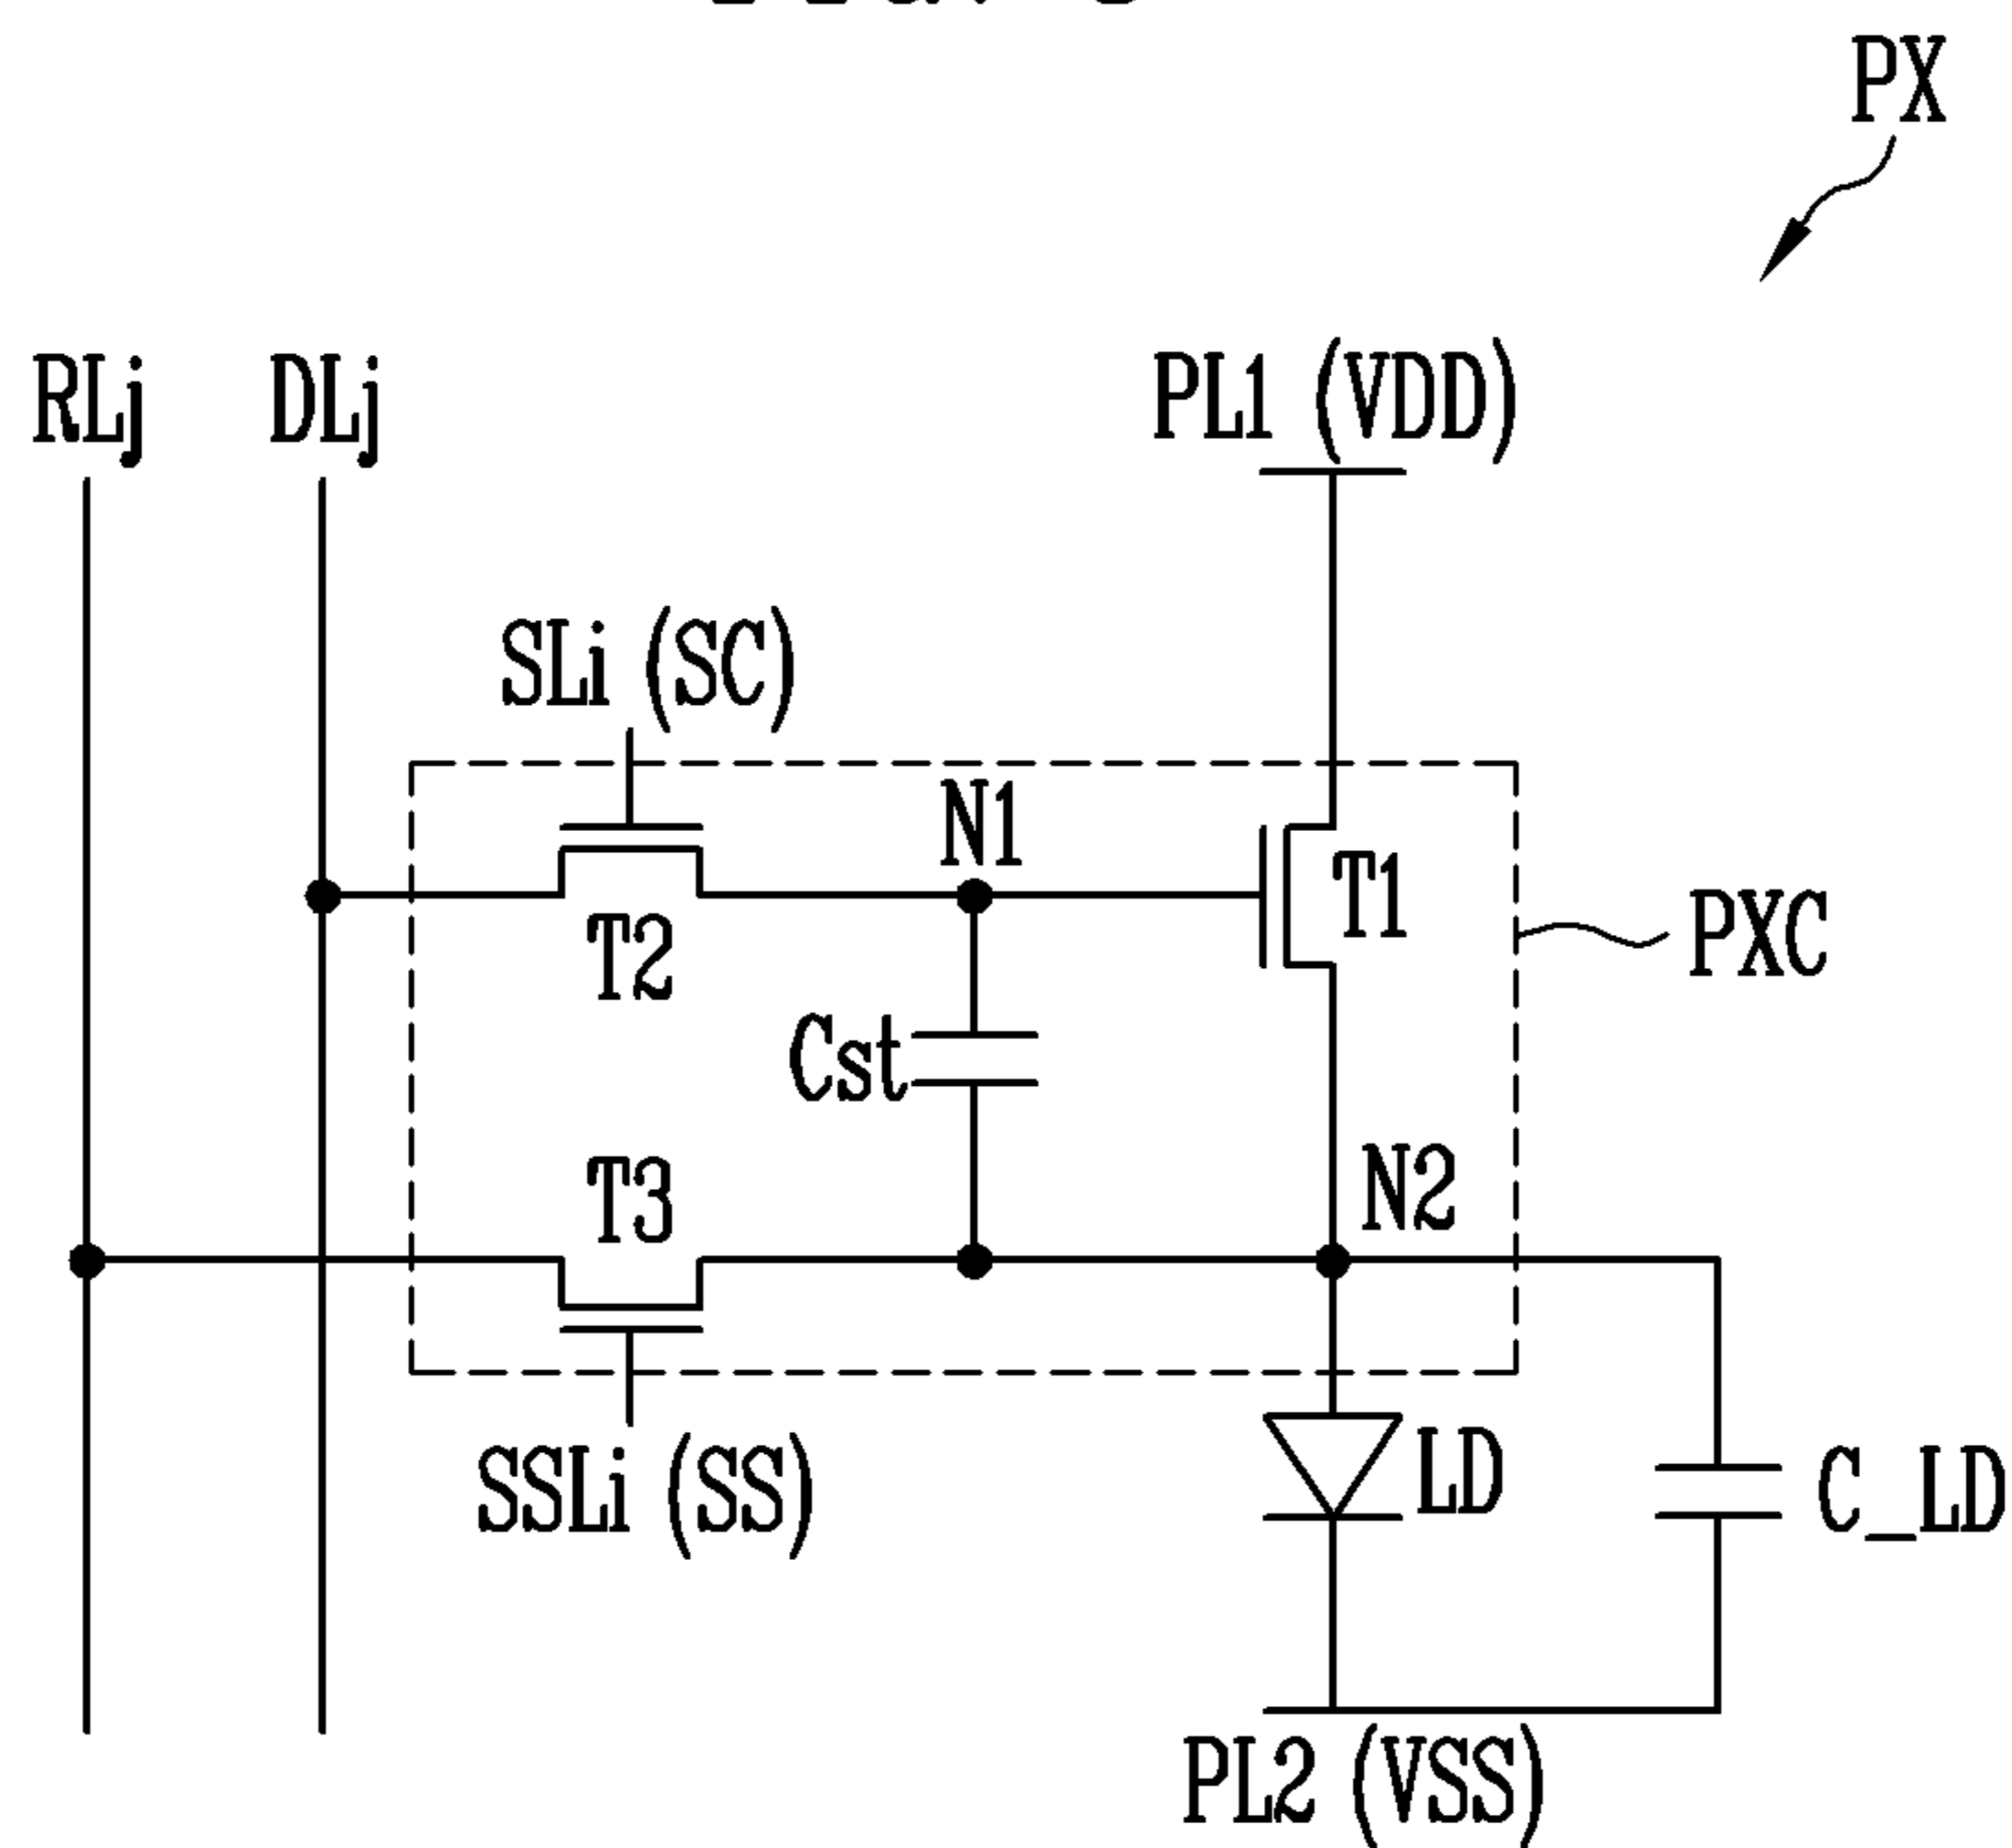 PX
RLj
DLj
PL1 (VDD)
SLi (SC)
N1
T1
T2
PXC
Cst
T3
N2
SSLi (SS)
LD
C_LD
PL2 (VSS)